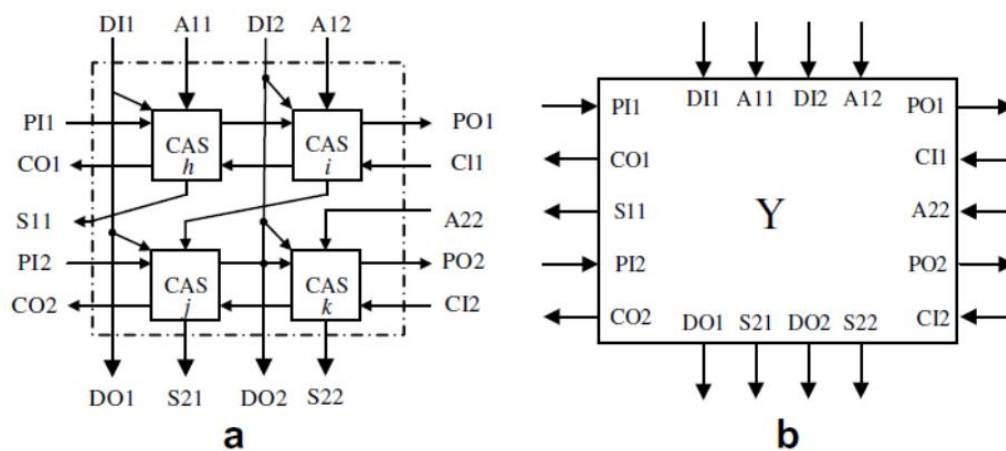 DI1 A11 DI2 A12
PI1 CAS h CAS i PO1
CO1 CI1
S11 A22
PI2 CAS j CAS k PO2
CO2 CI2
DO1 S21 DO2 S22
a
DI1 A11 DI2 A12
PI1 PO1
CO1 CI1
S11 Y A22
PI2 PO2
CO2 CI2
DO1 S21 DO2 S22
b